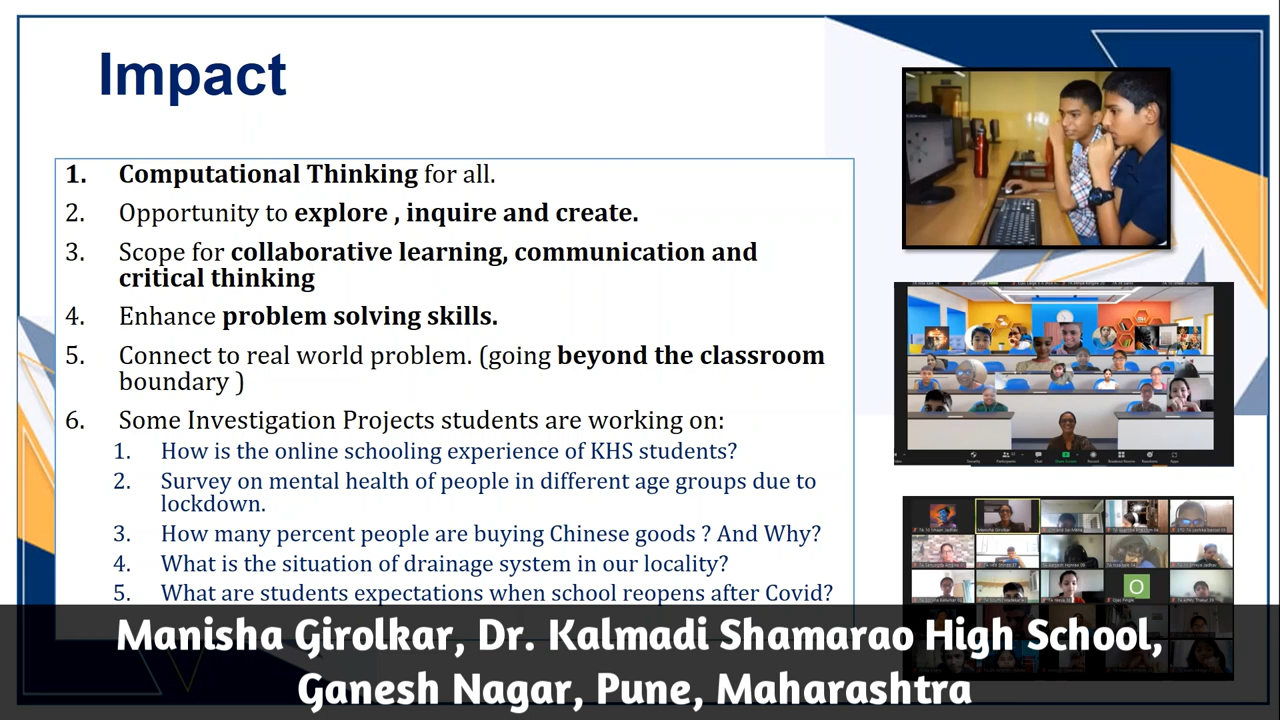 Impact
1. Computational Thinking for all.
2. Opportunity to explore , inquire and create.
3. Scope for collaborative learning, communication and
critical thinking
4. Enhance problem solving skills.
5. Connect to real world problem. (going beyond the classroom
boundary )
6. Some Investigation Projects students are working on:
1. How is the online schooling experience of KHS students?
2. Survey on mental health of people in different age groups due to
lockdown.
3. How many percent people are buying Chinese goods ? And Why?
4. What is the situation of drainage system in our locality?
5. What are students expectations when school reopens after Covid?
O
Manisha Girolkar, Dr. Kalmadi Shamarao High School,
Ganesh Nagar, Pune, Maharashtra